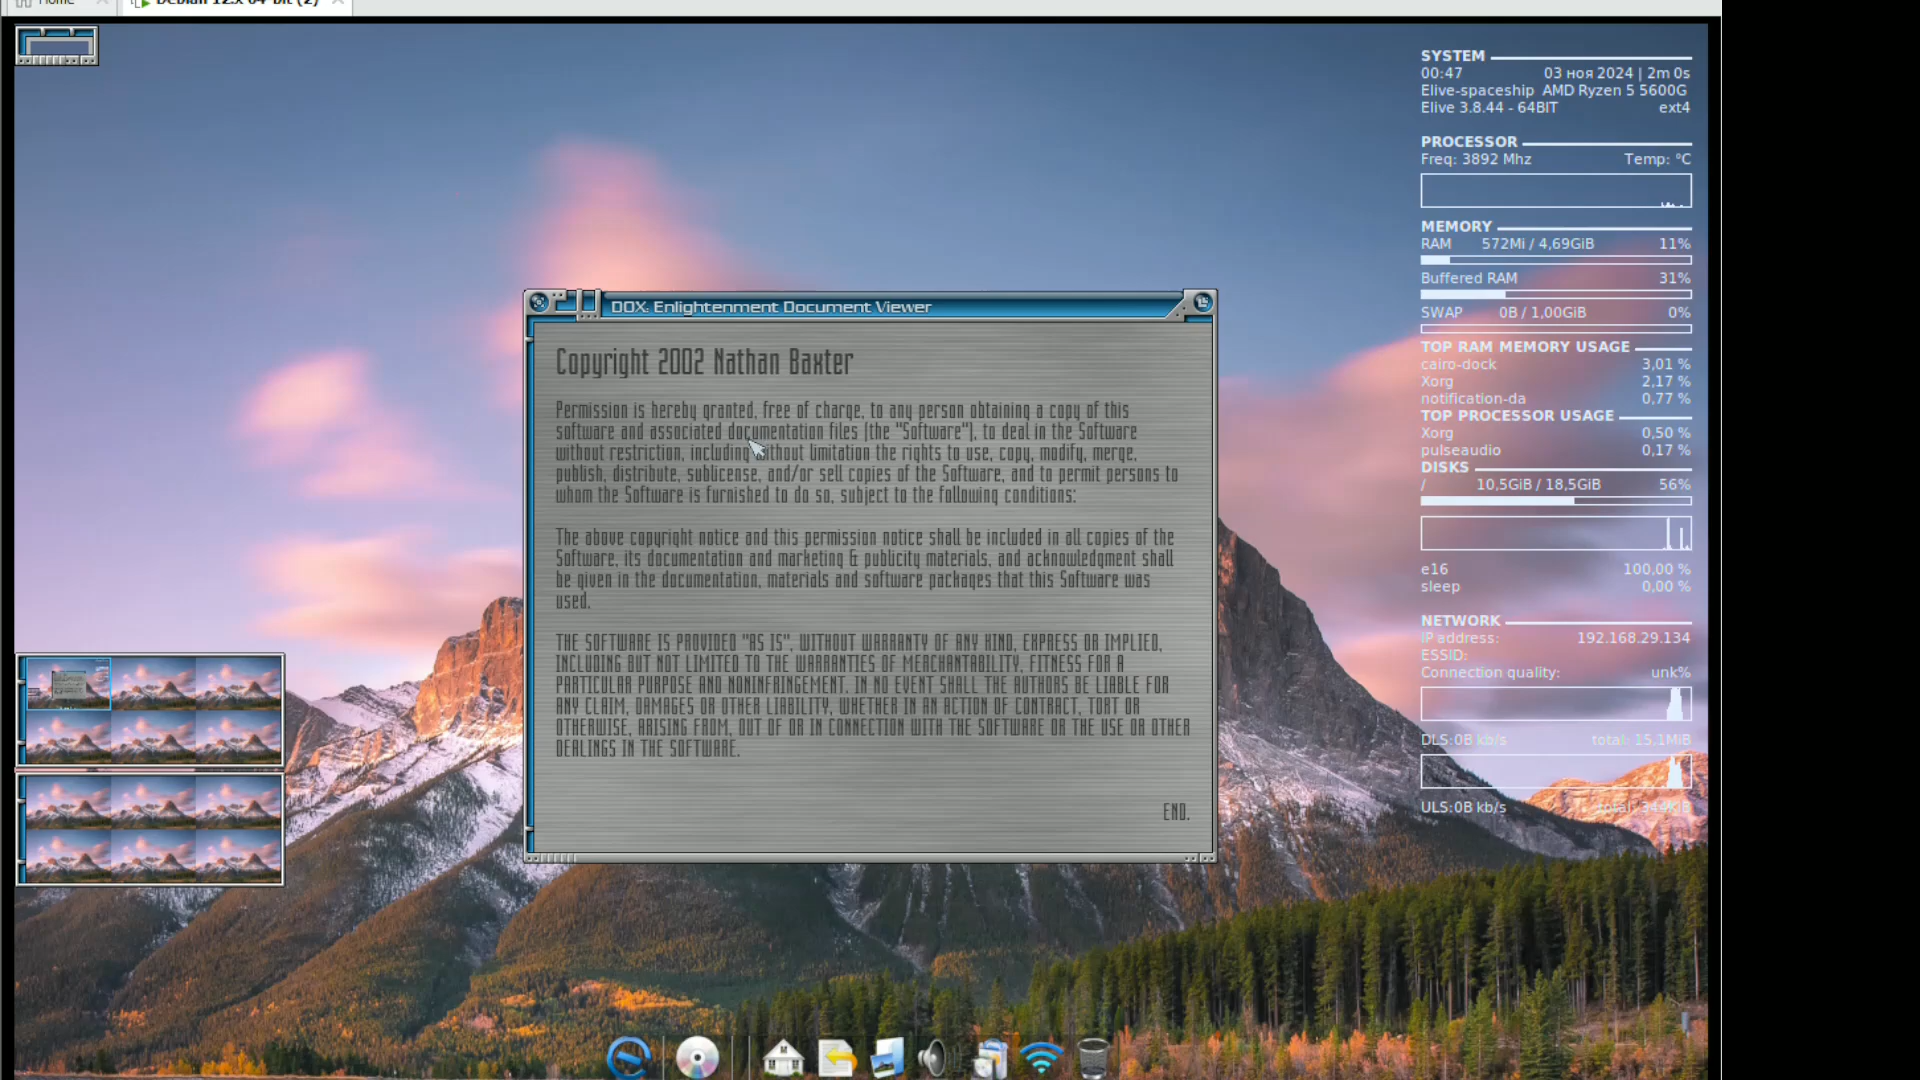 Home
Debian 12.x 64-bit (2)
DOX: Enlightenment Document Viewer
Copyright 2002 Nathan Baxter
Permission is hereby granted, free of charge, to any person obtaining a copy of this
software and associated documentation files (the "Software"), to deal in the Software
without restriction, including without limitation the rights to use, copy, modify, merge,
publish, distribute, sublicense, and/or sell copies of the Software, and to permit persons to
whom the Software is furnished to do so, subject to the following conditions:
The above copyright notice and this permission notice shall be included in all copies of the
Software, its documentation and marketing & publicity materials, and acknowledgment shall
be given in the documentation, materials and software packages that this Software was
used.
THE SOFTWARE IS PROVIDED "AS IS", WITHOUT WARRANTY OF ANY KIND, EXPRESS OR IMPLIED,
INCLUDING BUT NOT LIMITED TO THE WARRANTIES OF MERCHANTABILITY, FITNESS FOR A
PARTICULAR PURPOSE AND NONINFRINGEMENT. IN NO EVENT SHALL THE AUTHORS BE LIABLE FOR
ANY CLAIM, DAMAGES OR OTHER LIABILITY, WHETHER IN AN ACTION OF CONTRACT, TORT OR
OTHERWISE, ARISING FROM, OUT OF OR IN CONNECTION WITH THE SOFTWARE OR THE USE OR OTHER
DEALINGS IN THE SOFTWARE.
END.
SYSTEM
00:47 03 ноя 2024 | 2m 0s
Elive-spaceship AMD Ryzen 5 5600G
Elive 3.8.44 - 64BIT ext4
PROCESSOR
Freq: 3892 Mhz Temp: °C
MEMORY
RAM 572Mi / 4,69GiB 11%
Buffered RAM 31%
SWAP 0B / 1,00GiB 0%
TOP RAM MEMORY USAGE
cairo-dock 3,01 %
Xorg 2,17 %
notification-da 0,77 %
TOP PROCESSOR USAGE
Xorg 0,50 %
pulseaudio 0,17 %
DISKS
/ 10,5GiB / 18,5GiB 56%
e16 100,00 %
sleep 0,00 %
NETWORK
IP address: 192.168.29.134
ESSID:
Connection quality: unk%
DLS:0B kb/s total: 15,1MiB
ULS:0B kb/s total: 344KiB